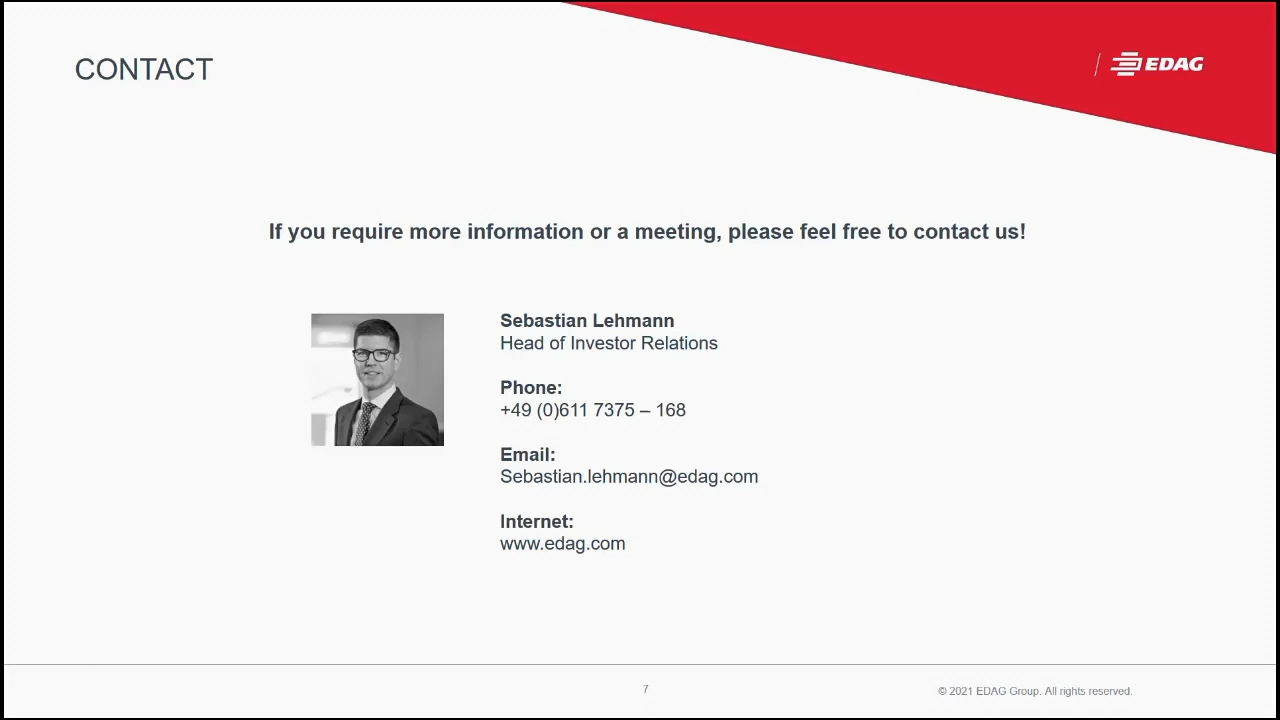 CONTACT
EDAG
If you require more information or a meeting, please feel free to contact us!
Sebastian Lehmann
Head of Investor Relations
Phone:
+49 (0)611 7375 – 168
Email:
Sebastian.lehmann@edag.com
Internet:
www.edag.com
7
© 2021 EDAG Group. All rights reserved.